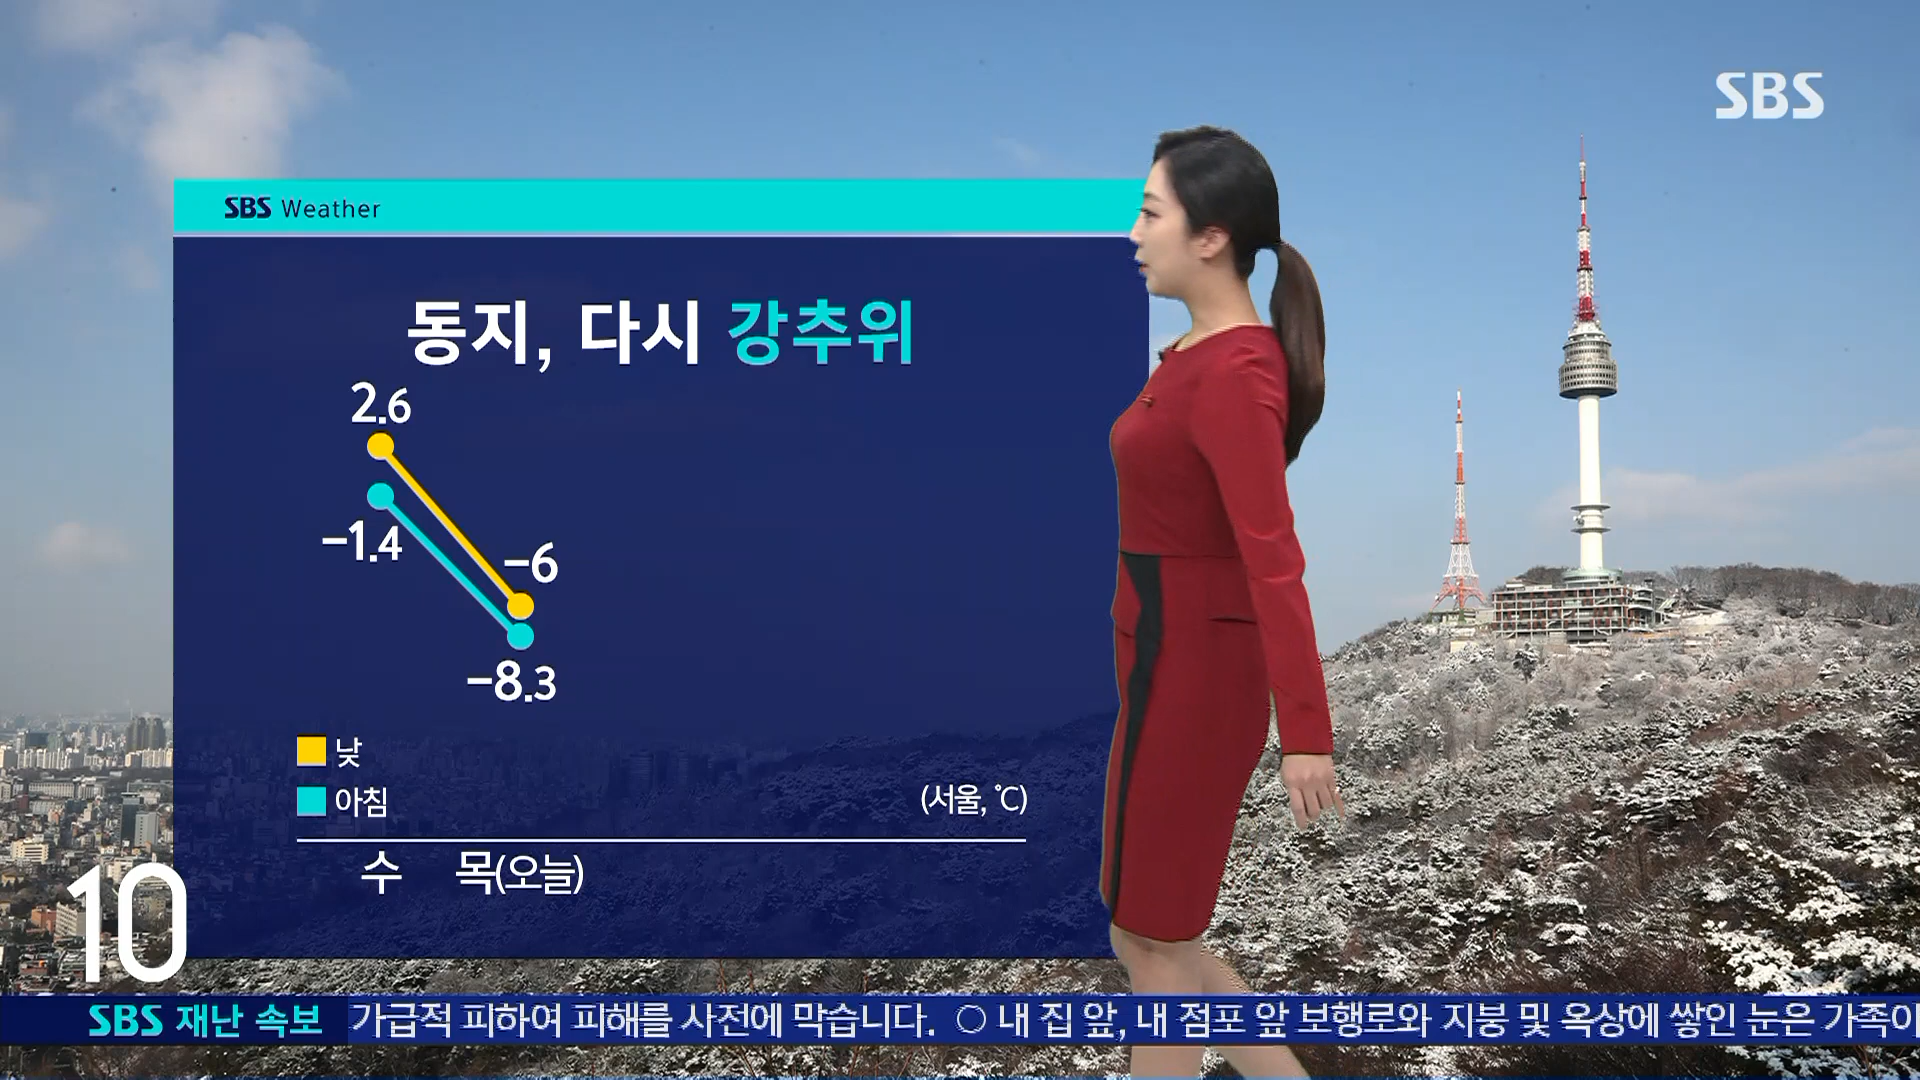 SBS
SBS Weather
동지, 다시 강추위
2.6
-1.4
-6
-8.3
낮
아침
(서울, ℃)
수 목(오늘)
10
SBS 재난 속보 가급적 피하여 피해를 사전에 막습니다. ○ 내 집 앞, 내 점포 앞 보행로와 지붕 및 옥상에 쌓인 눈은 가족이